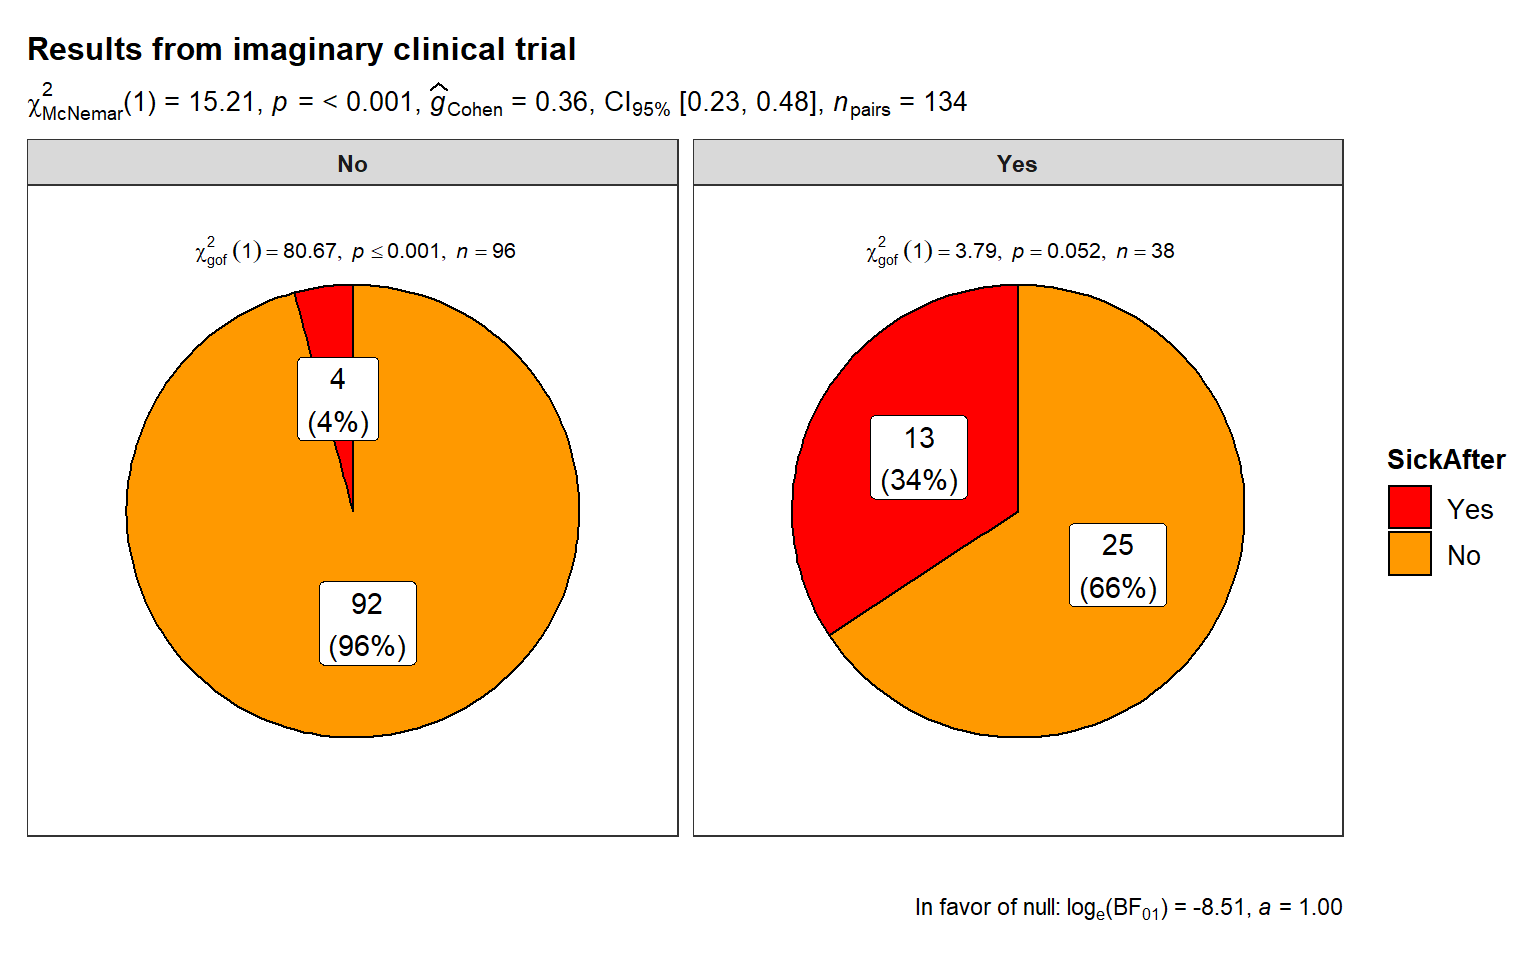 Results from imaginary clinical trial
χ²McNemar(1) = 15.21, p = < 0.001, ĝCohen = 0.36, CI95% [0.23, 0.48], npairs = 134
No
Yes
χ²gof (1) = 80.67, p ≤ 0.001, n = 96
χ²gof (1) = 3.79, p = 0.052, n = 38
4
(4%)
92
(96%)
13
(34%)
25
(66%)
SickAfter
Yes
No
In favor of null: loge(BF01) = -8.51, a = 1.00